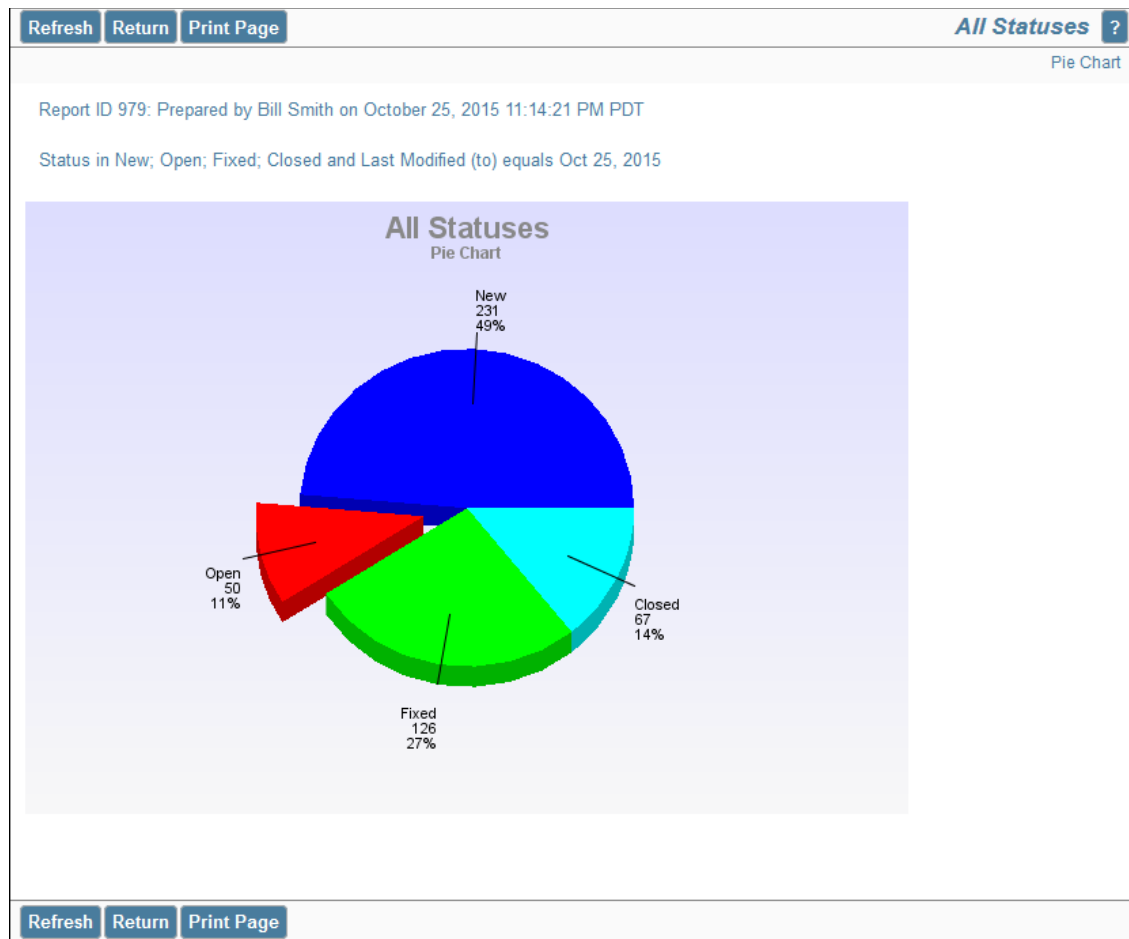 Refresh Return Print Page All Statuses ?
Pie Chart
Report ID 979: Prepared by Bill Smith on October 25, 2015 11:14:21 PM PDT
Status in New; Open; Fixed; Closed and Last Modified (to) equals Oct 25, 2015
All Statuses
Pie Chart
New
231
49%
Open
50
11%
Closed
67
14%
Fixed
126
27%
Refresh Return Print Page